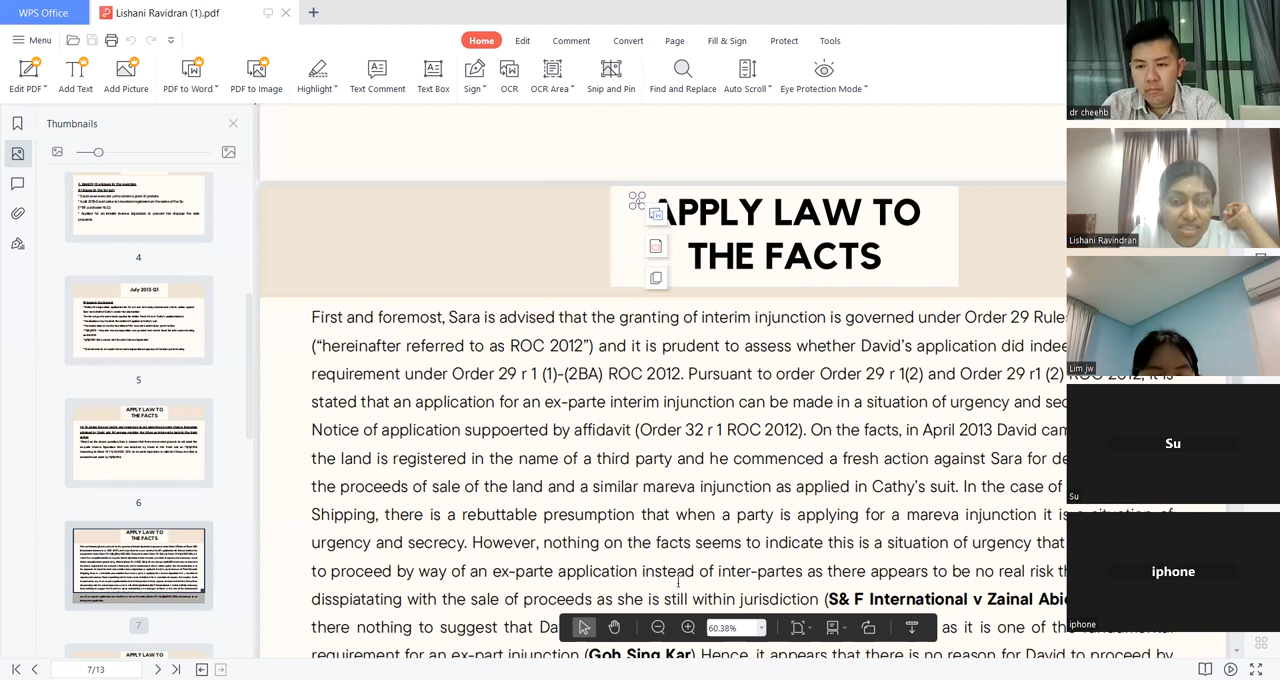 WPS Office
Lishani Ravidran (1).pdf
Menu
Home Edit Comment Convert Page Fill & Sign Protect Tools
Edit PDF Add Text Add Picture PDF to Word PDF to Image Highlight Text Comment Text Box Sign OCR OCR Area Snip and Pin Find and Replace Auto Scroll Eye Protection Mode
Thumbnails
4
July 2013 Q1
5
APPLY LAW TO
THE FACTS
6
APPLY LAW TO
THE FACTS
7
APPLY LAW TO
APPLY LAW TO
THE FACTS
First and foremost, Sara is advised that the granting of interim injunction is governed under Order 29 Rule
("hereinafter referred to as ROC 2012") and it is prudent to assess whether David's application did indee
requirement under Order 29 r 1 (1)-(2BA) ROC 2012. Pursuant to order Order 29 r 1(2) and Order 29 r1 (2) ROC 2012, it is
stated that an application for an ex-parte interim injunction can be made in a situation of urgency and sec
Notice of application supported by affidavit (Order 32 r 1 ROC 2012). On the facts, in April 2013 David cam
the land is registered in the name of a third party and he commenced a fresh action against Sara for de
the proceeds of sale of the land and a similar mareva injunction as applied in Cathy's suit. In the case of
Shipping, there is a rebuttable presumption that when a party is applying for a mareva injunction it is a situation of
urgency and secrecy. However, nothing on the facts seems to indicate that there is a situation of urgency tha
to proceed by way of an ex-parte application instead of inter-parte as there appears to be no real risk th
disspiatating with the sale of proceeds as she is still within jurisdiction (S& F International v Zainal Abi
there nothing to suggest that Da as it is one of the fundamental
requirement for an ex-part injunction (Goh Sing Kar) Hence, it appears that there is no reason for David to proceed by
60.38%
7/13
dr cheehb
Lishani Ravindran
Lim jw
Su
Su
iphone
iphone